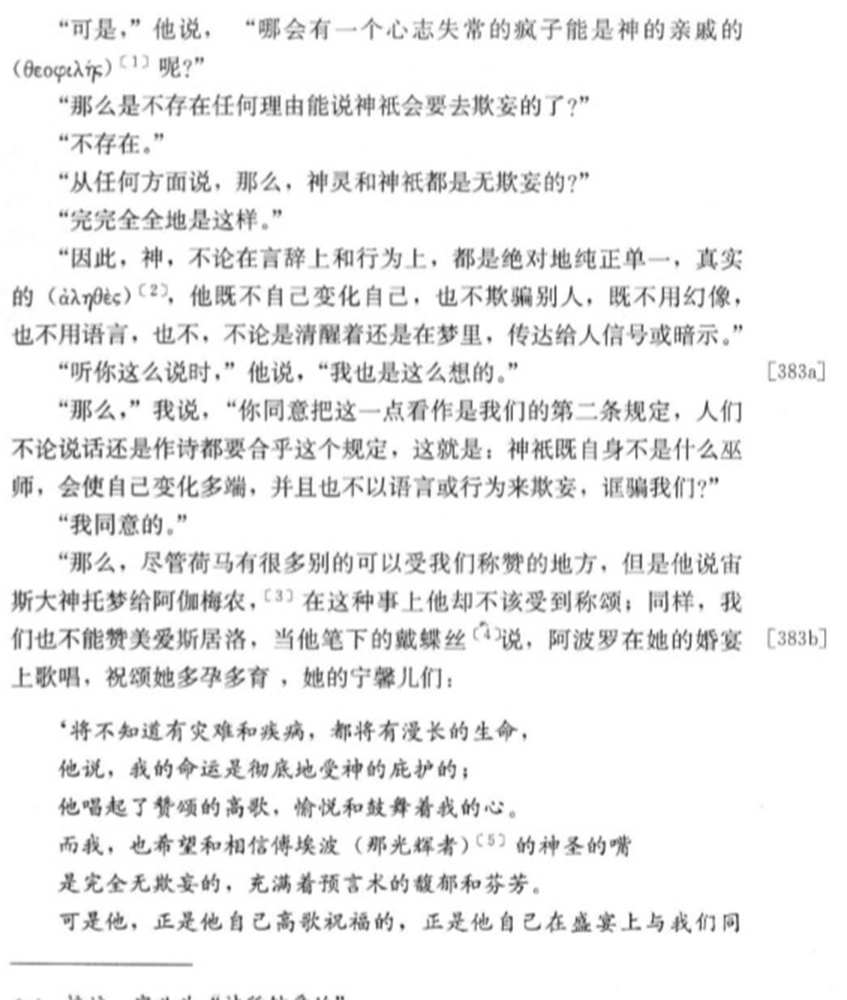 “可是，”他说， “哪会有一个心志失常的疯子能是神的亲戚的
(θεοφιλής)〔1〕呢?”
“那么是不存在任何理由能说神祇会要去欺妄的了?”
“不存在。”
“从任何方面说，那么，神灵和神祇都是无欺妄的?”
“完完全全地是这样。”
“因此，神，不论在言辞上和行为上，都是绝对地纯正单一，真实
的（ἀληθὲς）〔2〕，他既不自己变化自己，也不欺骗别人，既不用幻像，
也不用语言，也不，不论是清醒着还是在梦里，传达给人信号或暗示。”
“听你这么说时，”他说，“我也是这么想的。” [383a]
“那么，”我说，“你同意把这一点看作是我们的第二条规定，人们
不论说话还是作诗都要合乎这个规定，这就是：神祇既自身不是什么巫
师，会使自己变化多端，并且也不以语言或行为来欺妄，诓骗我们?”
“我同意的。”
“那么，尽管荷马有很多别的可以受我们称赞的地方，但是他说宙
斯大神托梦给阿伽梅农，〔3〕在这种事上他却不该受到称颂；同样，我
们也不能赞美爱斯居洛，当他笔下的戴蝶丝〔4〕说，阿波罗在她的婚宴 [383b]
上歌唱，祝颂她多孕多育，她的宁馨儿们：
‘将不知道有灾难和疾病，都将有漫长的生命，
他说，我的命运是彻底地受神的庇护的；
他唱起了赞颂的高歌，愉悦和鼓舞着我的心。
而我，也希望和相信傅埃波（那光辉者）〔5〕的神圣的嘴
是完全无欺妄的，充满着预言术的馥郁和芬芳。
可是他，正是他自己高歌祝福的，正是他自己在盛宴上与我们同